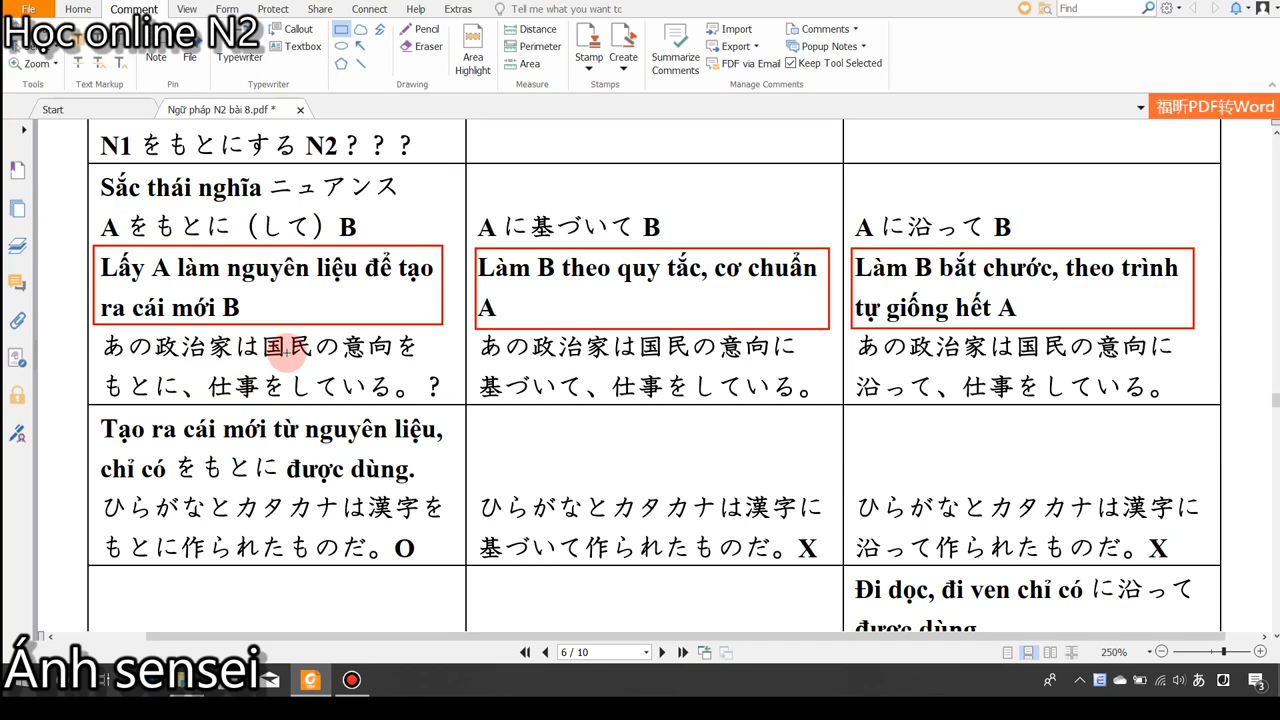 File Home Comment View Form Protect Share Connect Help Extras Tell me what you want tc Find
Học online N2
Zoom
Note File Typewriter
Callout
Textbox
Pencil
Eraser
Area Highlight
Distance
Perimeter
Area
Stamp Create
Summarize Comments
Import
Export
FDF via Email
Comments
Popup Notes
Keep Tool Selected
Tools Text Markup Pin Typewriter Drawing Measure Stamps Manage Comments
Start Ngữ pháp N2 bài 8.pdf * 福昕PDF转Word
N1 をもとにする N2？？？
Sắc thái nghĩa ニュアンス
A をもとに（して）B
Lấy A làm nguyên liệu để tạo
ra cái mới B
あの政治家は国民の意向を
もとに、仕事をしている。?
A に基づいて B
Làm B theo quy tắc, cơ chuẩn
A
あの政治家は国民の意向に
基づいて、仕事をしている。
A に沿って B
Làm B bắt chước, theo trình
tự giống hết A
あの政治家は国民の意向に
沿って、仕事をしている。
Tạo ra cái mới từ nguyên liệu,
chỉ có をもとに được dùng.
ひらがなとカタカナは漢字を
もとに作られたものだ。O
ひらがなとカタカナは漢字に
基づいて作られたものだ。X
ひらがなとカタカナは漢字に
沿って作られたものだ。X
Đi dọc, đi ven chỉ có に沿って
được dùng
6 / 10
250%
Ánh sensei
あ
3